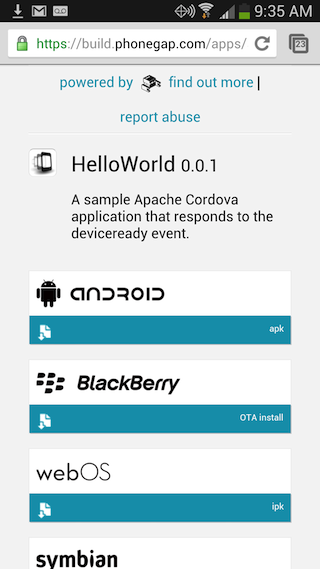 9:35 AM
https://build.phonegap.com/apps/
23
powered by find out more |
report abuse
HelloWorld 0.0.1
A sample Apache Cordova
application that responds to the
deviceready event.
android
apk
BlackBerry
OTA install
webOS
ipk
symbian